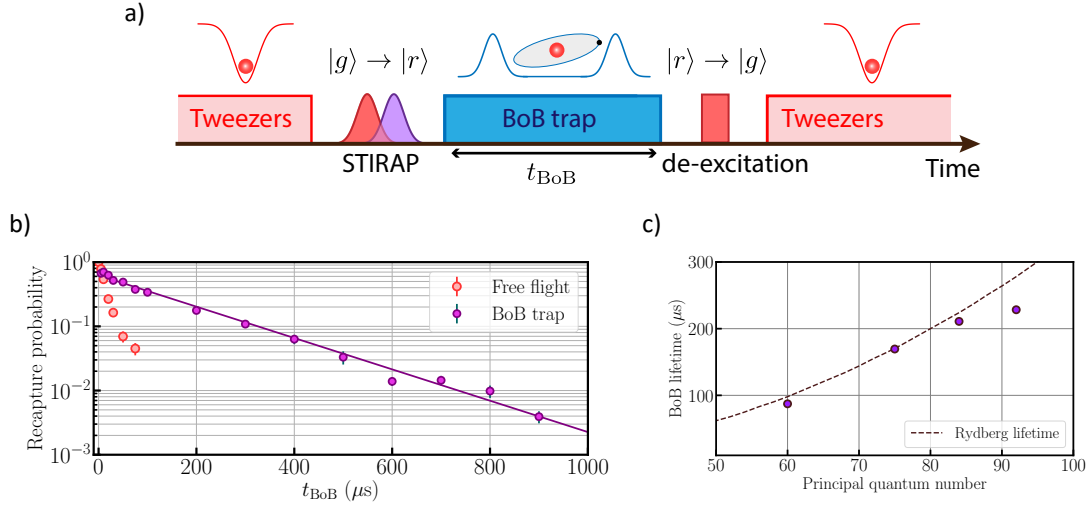 a)
|g⟩ → |r⟩
|r⟩ → |g⟩
Tweezers
BoB trap
Tweezers
STIRAP
t_BoB
de-excitation
Time
b)
Recapture probability
10^0
10^-1
10^-2
10^-3
Free flight
BoB trap
0 200 400 600 800 1000
t_BoB (μs)
c)
BoB lifetime (μs)
300
200
100
Rydberg lifetime
50 60 70 80 90 100
Principal quantum number